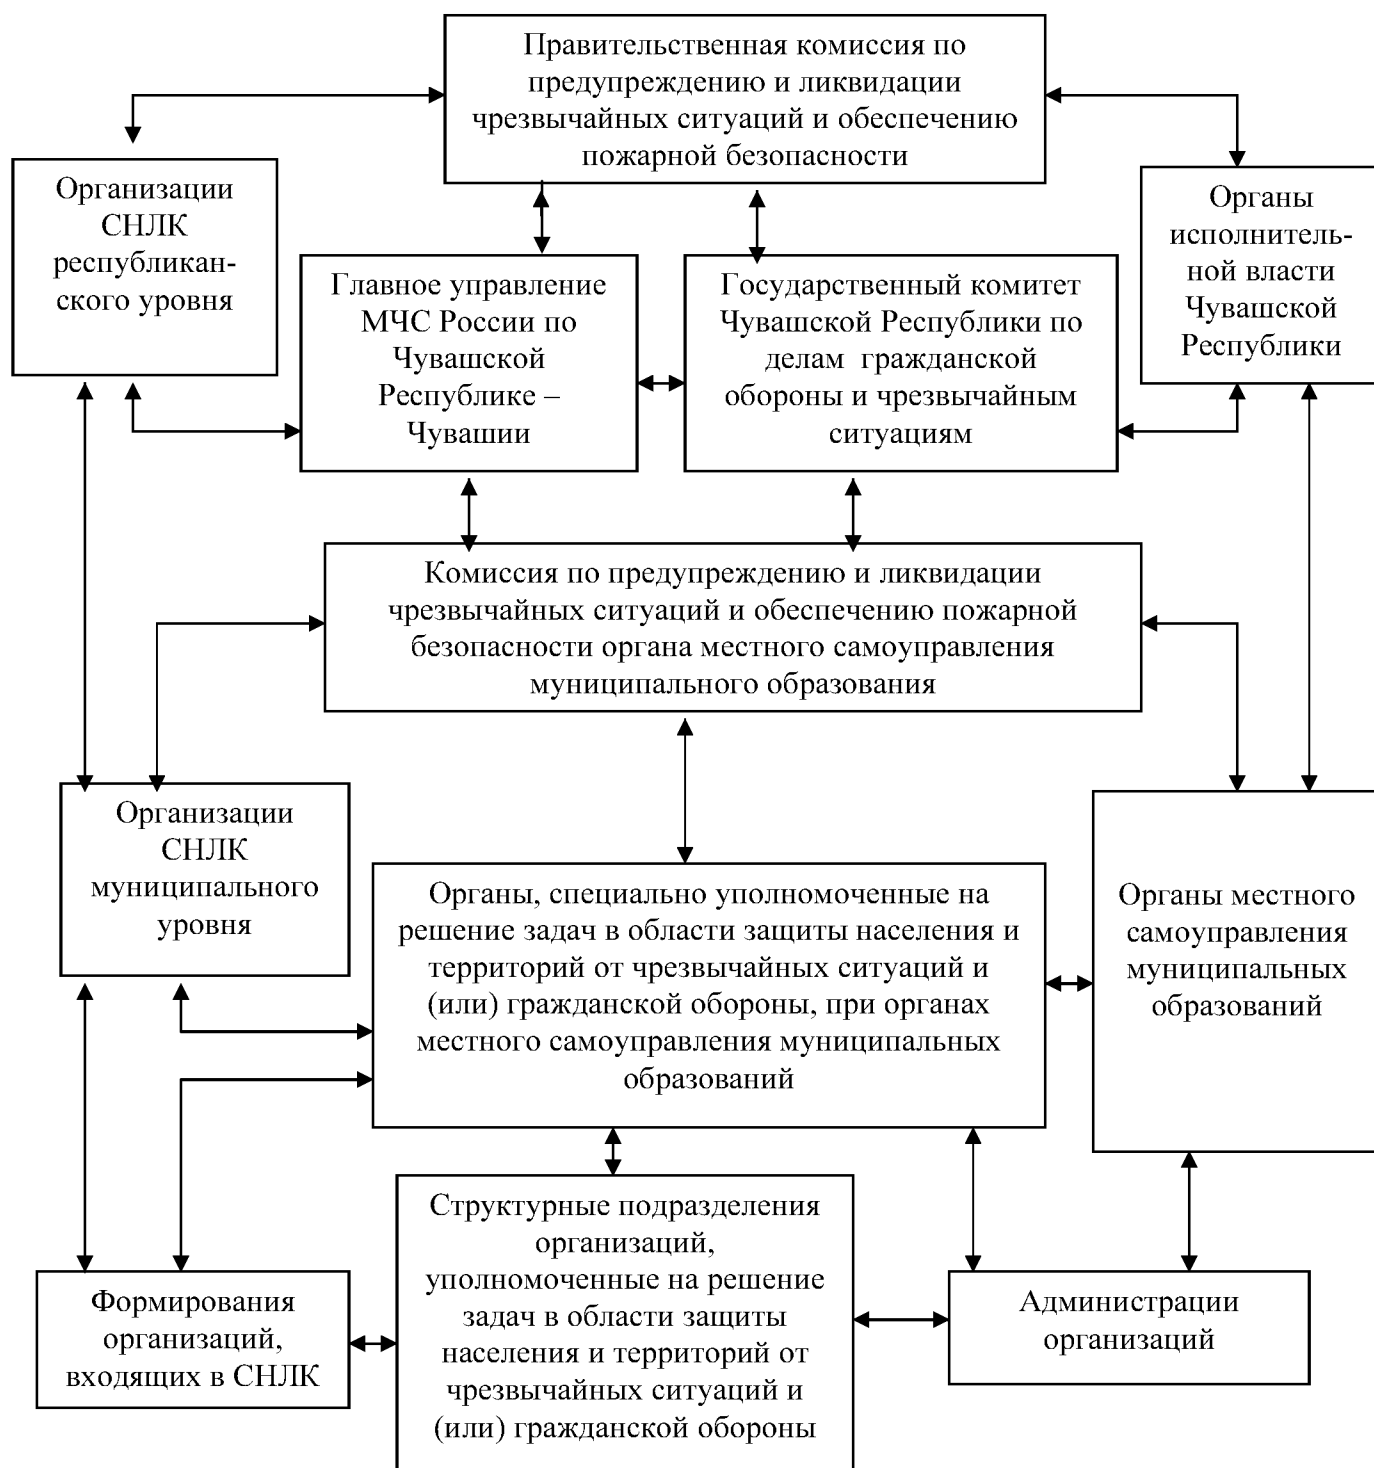 Правительственная комиссия по
предупреждению и ликвидации
чрезвычайных ситуаций и обеспечению
пожарной безопасности
Организации
СНЛК
республикан-
ского уровня
Органы
исполнитель-
ной власти
Чувашской
Республики
Главное управление
МЧС России по
Чувашской
Республике –
Чувашии
Государственный комитет
Чувашской Республики по
делам гражданской
обороны и чрезвычайным
ситуациям
Комиссия по предупреждению и ликвидации
чрезвычайных ситуаций и обеспечению пожарной
безопасности органа местного самоуправления
муниципального образования
Организации
СНЛК
муниципального
уровня
Органы, специально уполномоченные на
решение задач в области защиты населения и
территорий от чрезвычайных ситуаций и
(или) гражданской обороны, при органах
местного самоуправления муниципальных
образований
Органы местного
самоуправления
муниципальных
образований
Структурные подразделения
организаций,
уполномоченные на решение
задач в области защиты
населения и территорий от
чрезвычайных ситуаций и
(или) гражданской обороны
Формирования
организаций,
входящих в СНЛК
Администрации
организаций